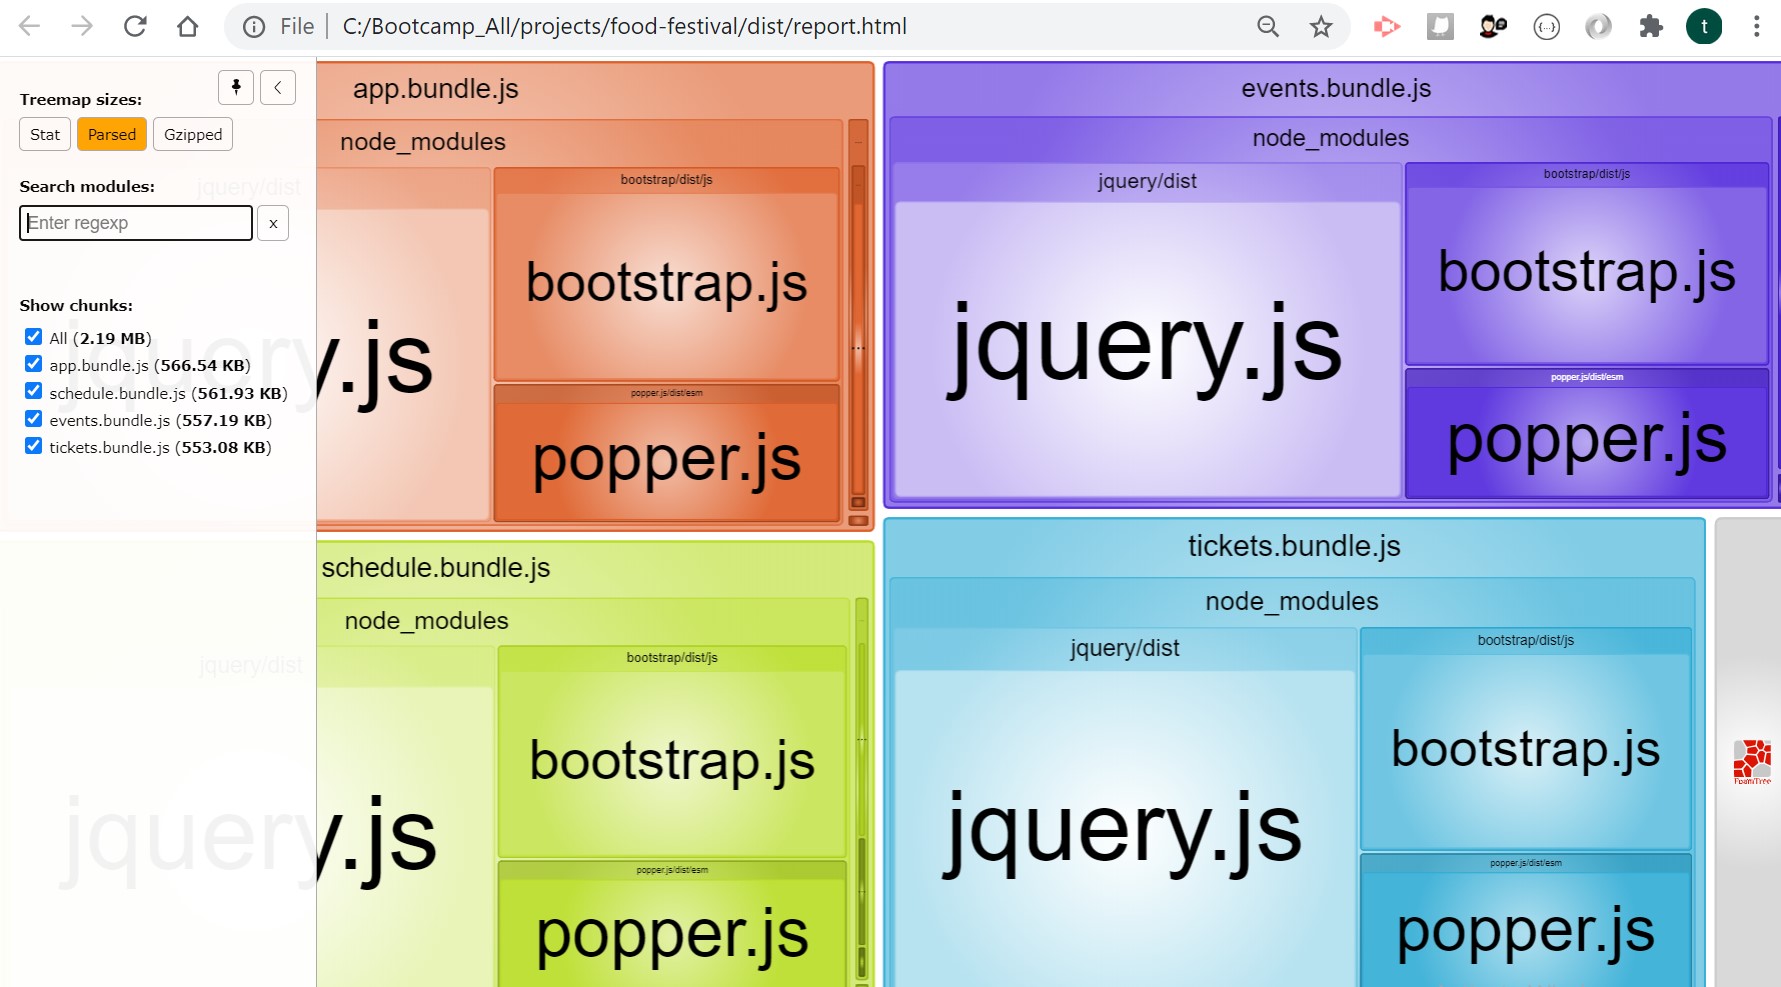 File
C:/Bootcamp_All/projects/food-festival/dist/report.html
t
Treemap sizes:
Stat
Parsed
Gzipped
Search modules:
Enter regexp
x
Show chunks:
All (2.19 MB)
app.bundle.js (566.54 KB)
schedule.bundle.js (561.93 KB)
events.bundle.js (557.19 KB)
tickets.bundle.js (553.08 KB)
app.bundle.js
node_modules
jquery/dist
jquery.js
bootstrap/dist/js
bootstrap.js
popper.js/dist/esm
popper.js
events.bundle.js
node_modules
jquery/dist
jquery.js
bootstrap/dist/js
bootstrap.js
popper.js/dist/esm
popper.js
schedule.bundle.js
node_modules
jquery/dist
jquery.js
bootstrap/dist/js
bootstrap.js
popper.js/dist/esm
popper.js
tickets.bundle.js
node_modules
jquery/dist
jquery.js
bootstrap/dist/js
bootstrap.js
popper.js/dist/esm
popper.js
FoamTree